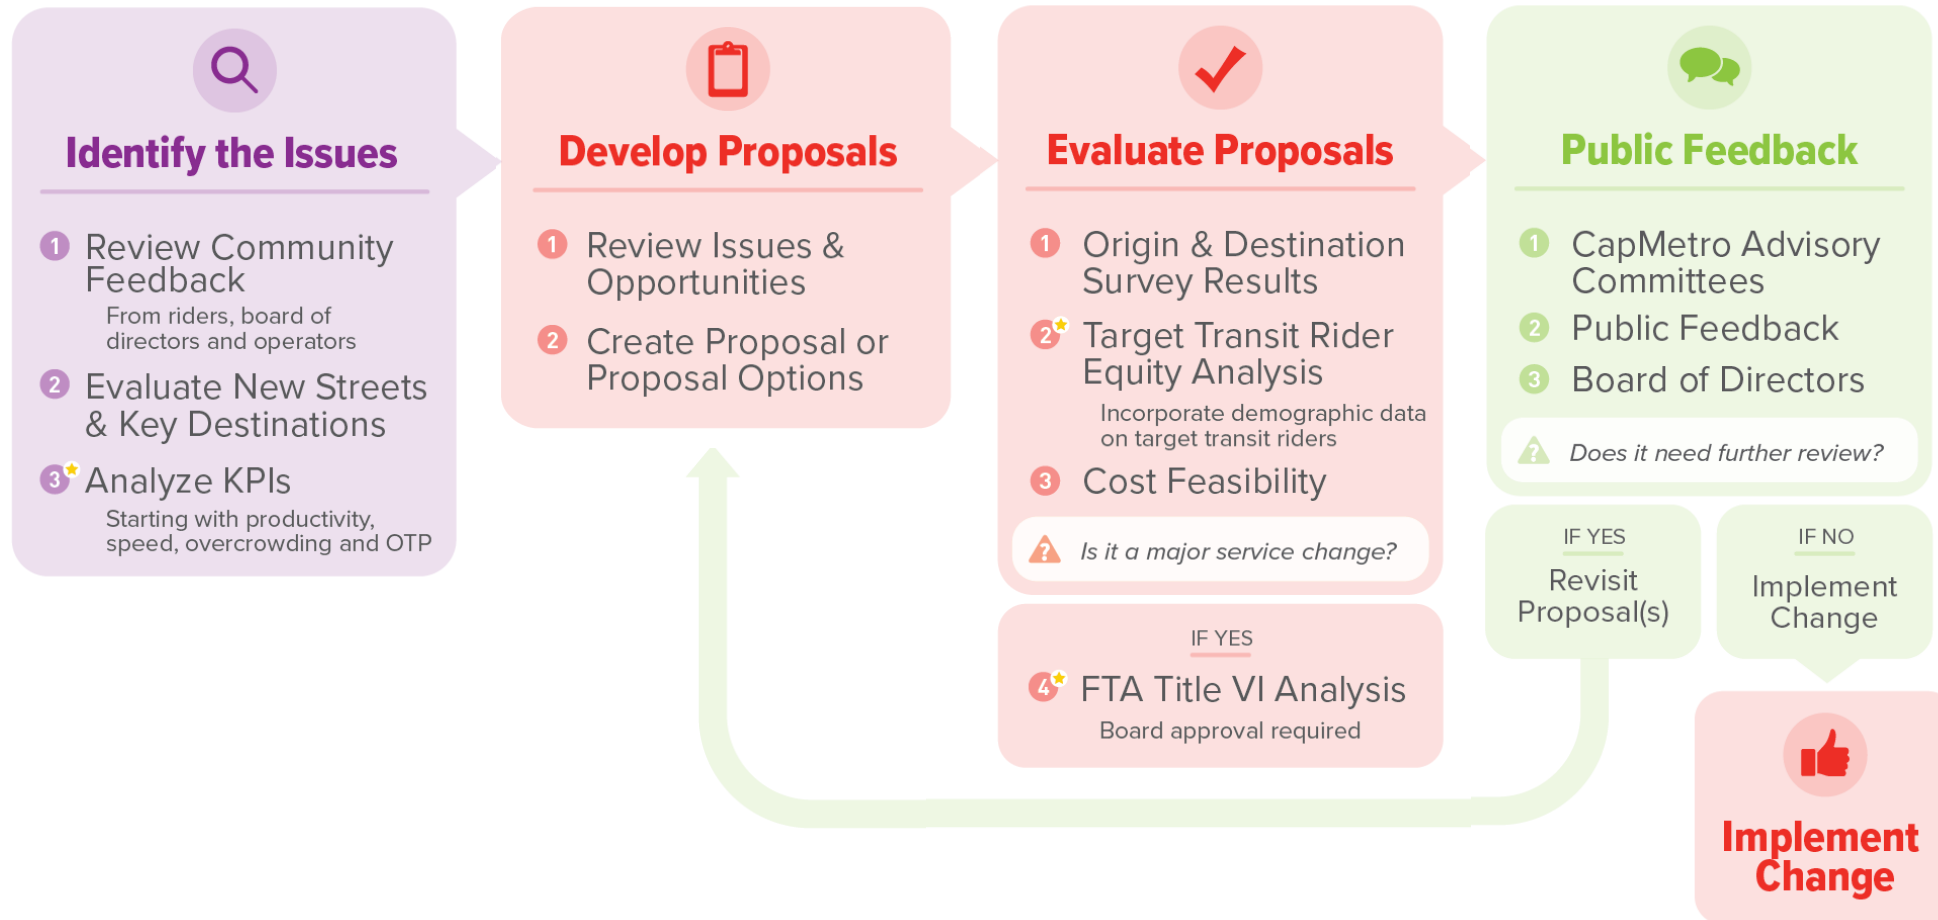 Identify the Issues
1 Review Community
Feedback
From riders, board of
directors and operators
2 Evaluate New Streets
& Key Destinations
3 Analyze KPIs
Starting with productivity,
speed, overcrowding and OTP
Develop Proposals
1 Review Issues &
Opportunities
2 Create Proposal or
Proposal Options
Evaluate Proposals
1 Origin & Destination
Survey Results
2 Target Transit Rider
Equity Analysis
Incorporate demographic data
on target transit riders
3 Cost Feasibility
? Is it a major service change?
IF YES
4 FTA Title VI Analysis
Board approval required
Public Feedback
1 CapMetro Advisory
Committees
2 Public Feedback
3 Board of Directors
? Does it need further review?
IF YES
Revisit
Proposal(s)
IF NO
Implement
Change
Implement
Change